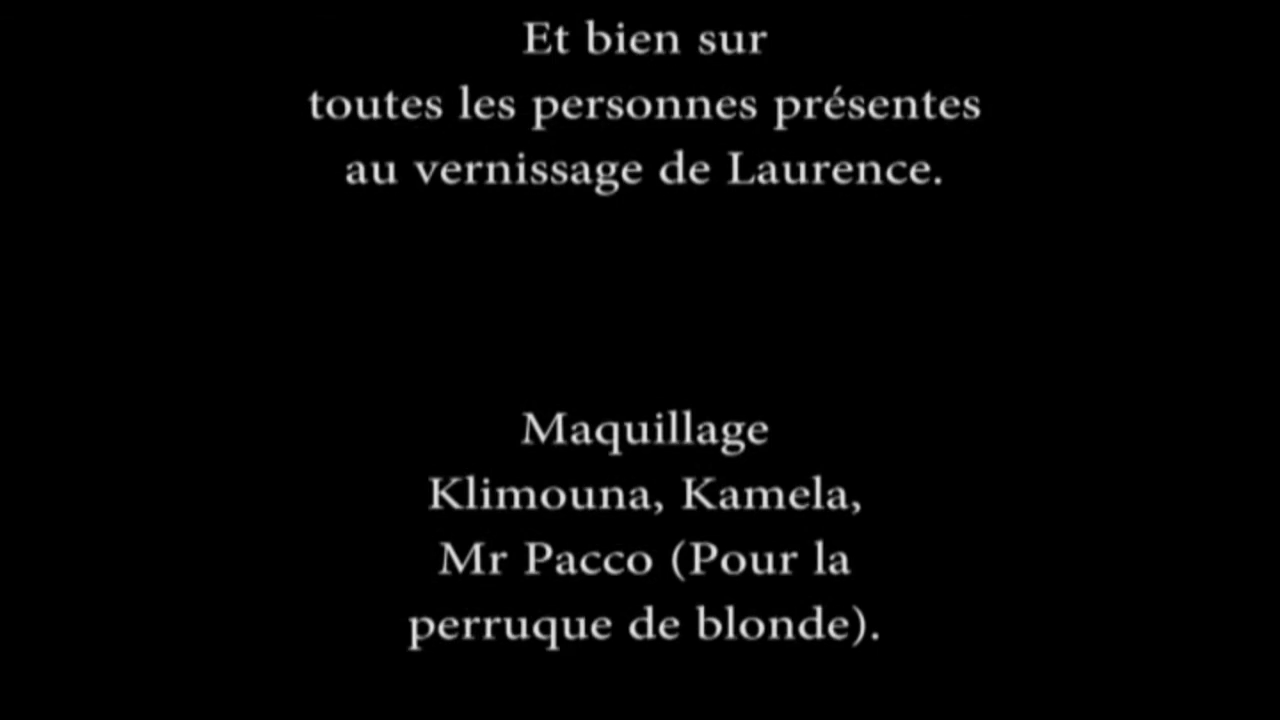 Et bien sur
toutes les personnes présentes
au vernissage de Laurence.
Maquillage
Klimouna, Kamela,
Mr Pacco (Pour la
perruque de blonde).